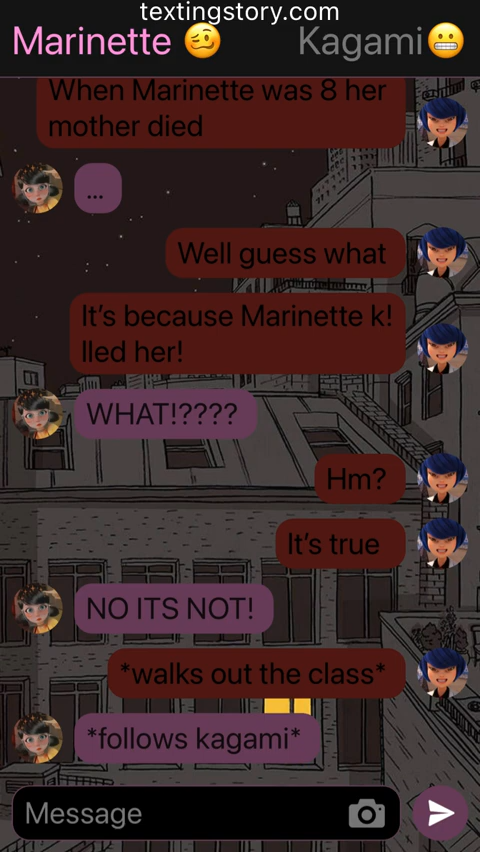 textingstory.com
Marinette 🥴 Kagami😬
When Marinette was 8 her
mother died
...
Well guess what
It’s because Marinette k!
lled her!
WHAT!????
Hm?
It’s true
NO ITS NOT!
*walks out the class*
*follows kagami*
Message